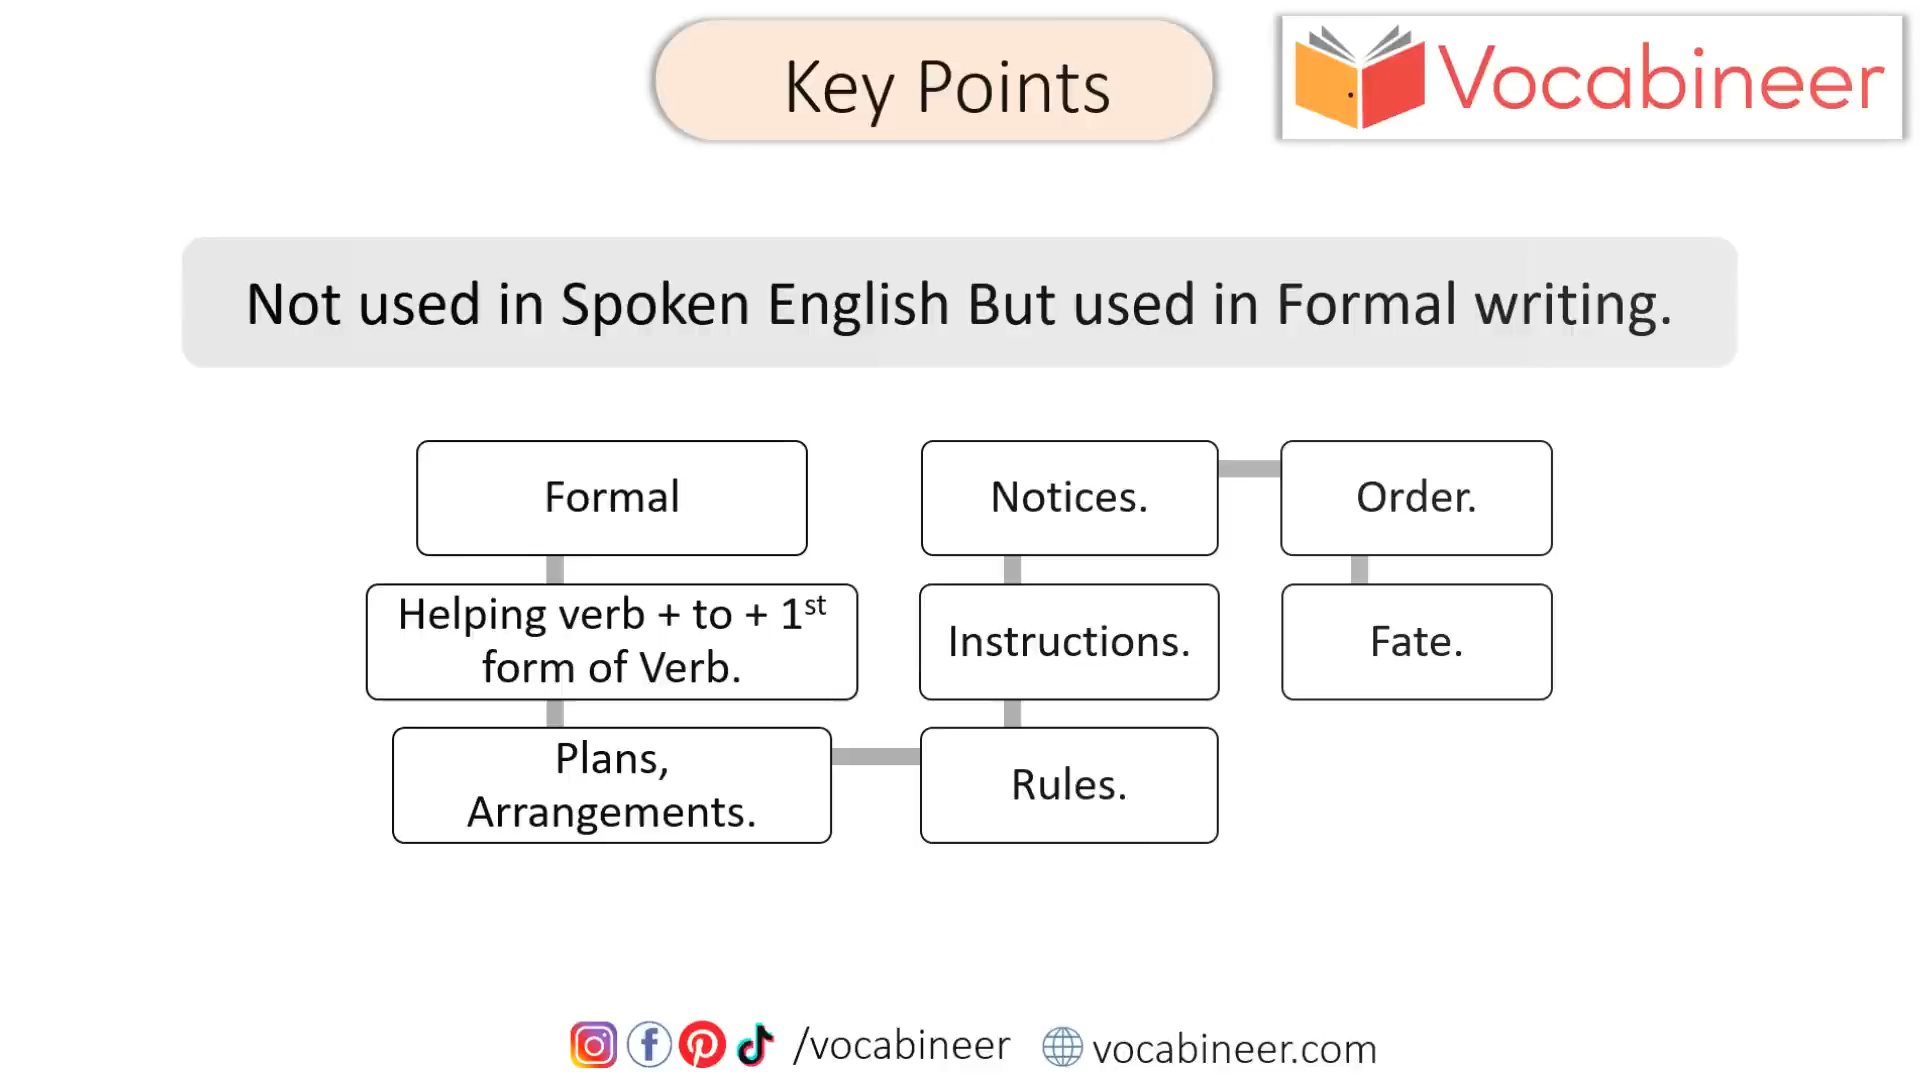 Key Points
Vocabineer
Not used in Spoken English But used in Formal writing.
Formal
Helping verb + to + 1st
form of Verb.
Plans,
Arrangements.
Rules.
Instructions.
Notices.
Order.
Fate.
/vocabineer
vocabineer.com